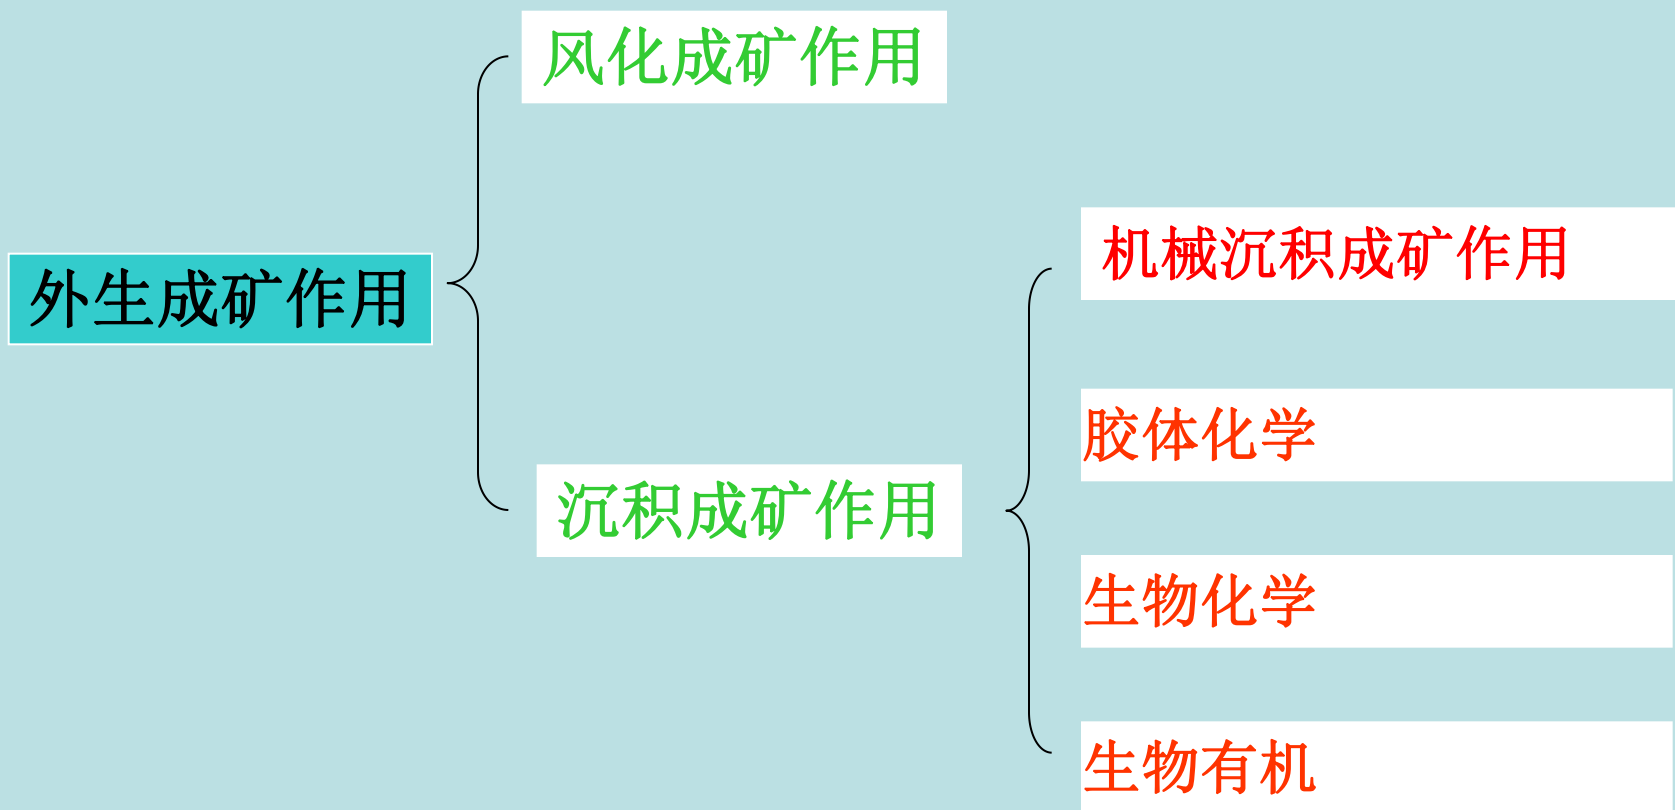 风化成矿作用
外生成矿作用
沉积成矿作用
机械沉积成矿作用
胶体化学
生物化学
生物有机